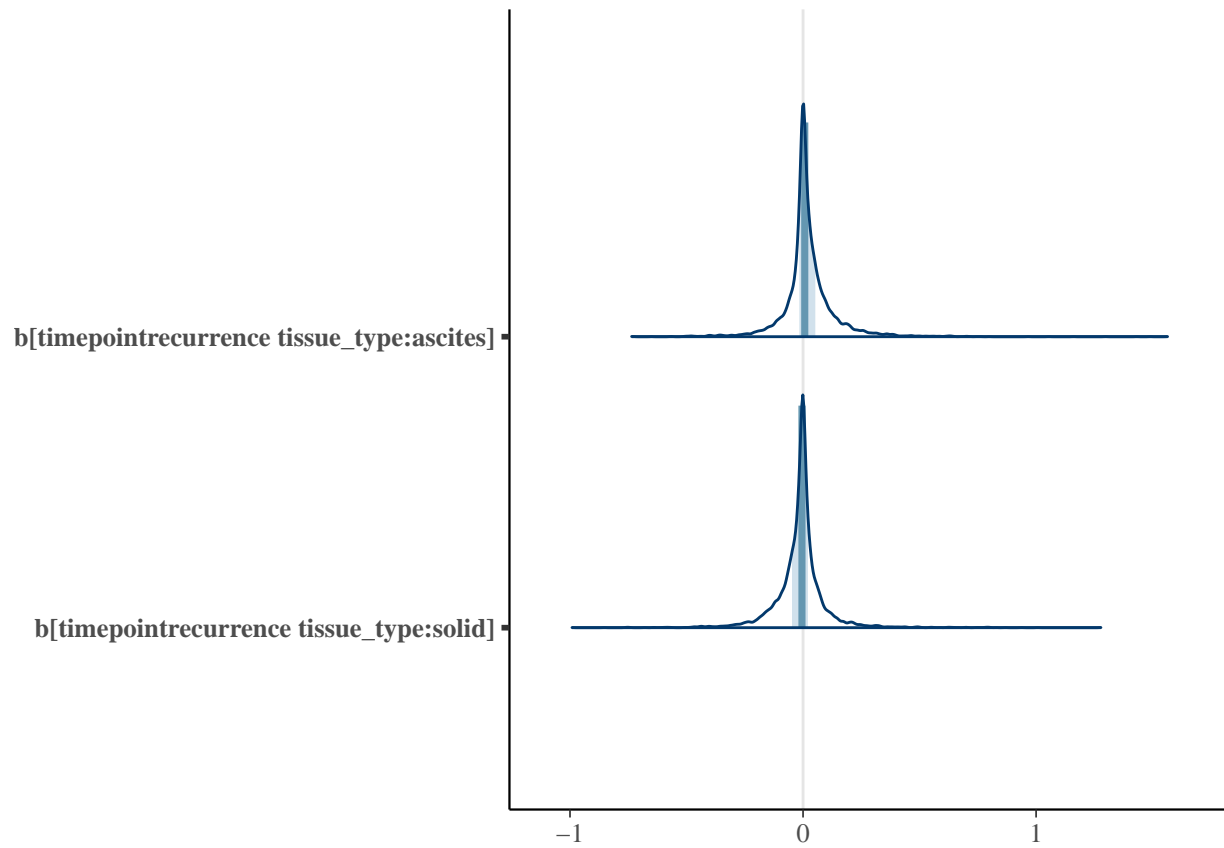 b[timepointrecurrence tissue_type:ascites]
b[timepointrecurrence tissue_type:solid]
−1 0 1